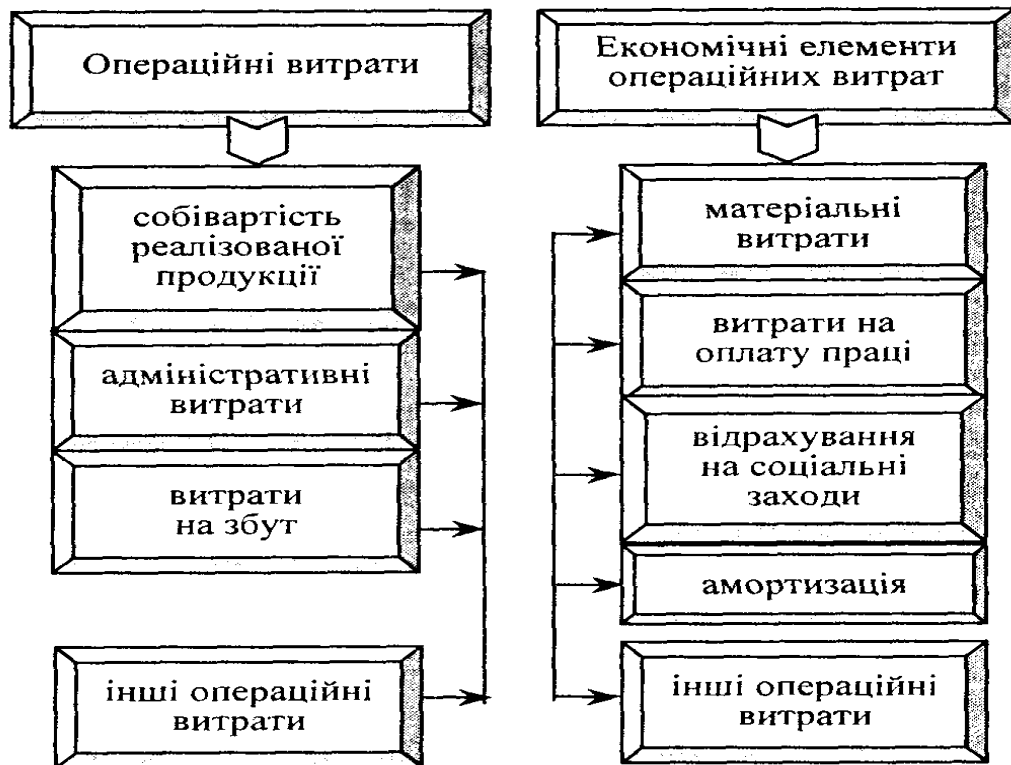 Операційні витрати
собівартість
реалізованої
продукції
адміністративні
витрати
витрати
на збут
інші операційні
витрати
Економічні елементи
операційних витрат
матеріальні
витрати
витрати на
оплату праці
відрахування
на соціальні
заходи
амортизація
інші операційні
витрати